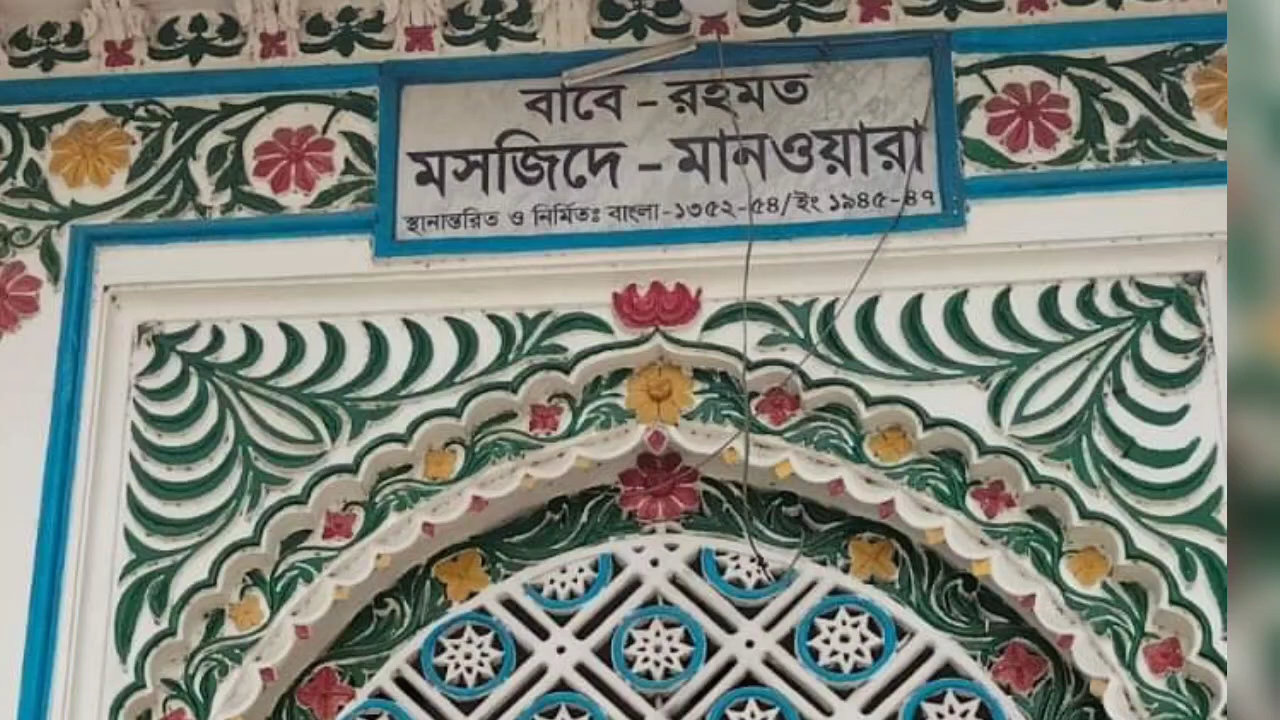 বাবে - রহমত
মসজিদে - মানওয়ারা
স্থানান্তরিত ও নির্মিতঃ বাংলা-১৩৫২-৫৪/ইং ১৯৪৫-৪৭